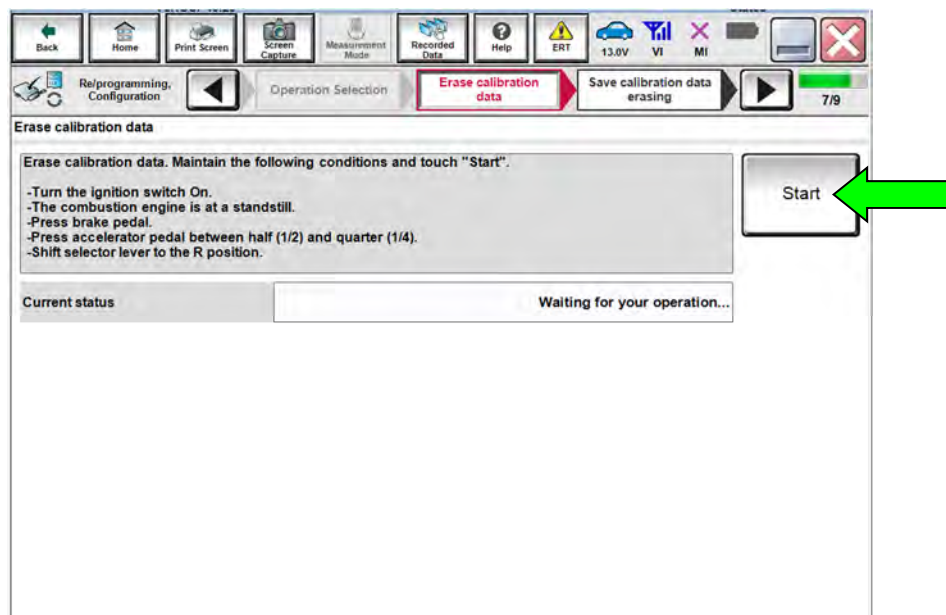 Back
Home
Print Screen
Screen
Capture
Measurement
Mode
Recorded
Data
Help
ERT
13.0V
VI
MI
Re/programming,
Configuration
Operation Selection
Erase calibration
data
Save calibration data
erasing
7/9
Erase calibration data
Erase calibration data. Maintain the following conditions and touch "Start".
-Turn the ignition switch On.
-The combustion engine is at a standstill.
-Press brake pedal.
-Press accelerator pedal between half (1/2) and quarter (1/4).
-Shift selector lever to the R position.
Start
Current status
Waiting for your operation...